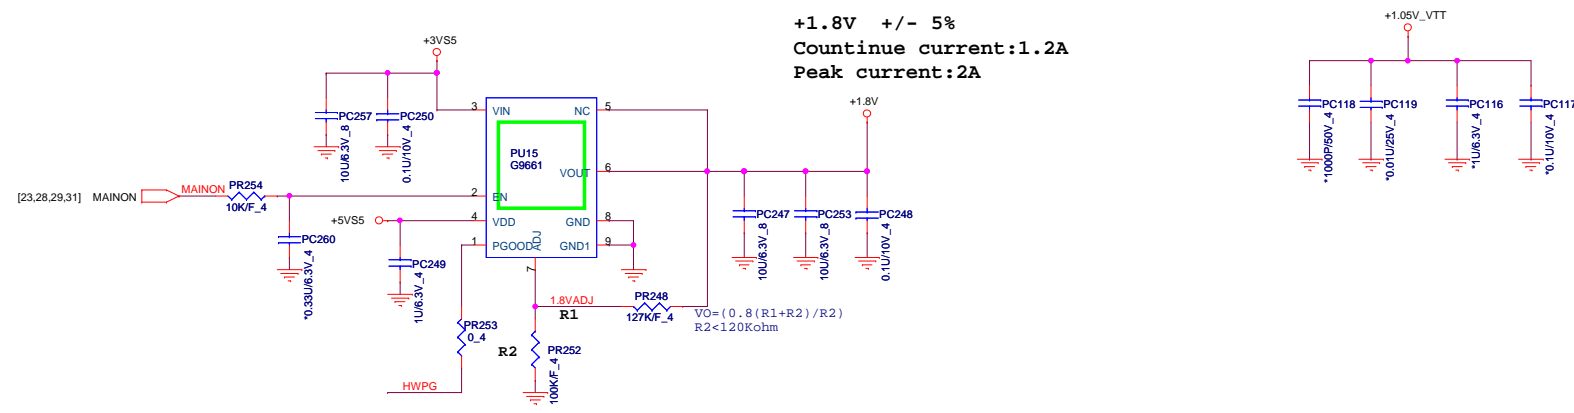 +1.8V +/- 5%
Countinue current:1.2A
Peak current:2A
+3VS5
+1.8V
+1.05V_VTT
PC257
10U/6.3V_8
PC250
0.1U/10V_4
3
VIN
NC
5
PU15
G9661
VOUT
6
[23,28,29,31]
MAINON
MAINON
PR254
10K/F_4
2
EN
+5VS5
4
VDD
GND
8
1
PGOOD
ADJ
GND1
9
7
PC260
*0.33U/6.3V_4
PC249
1U/6.3V_4
PC247
10U/6.3V_8
PC253
10U/6.3V_8
PC248
0.1U/10V_4
PC118
*1000P/50V_4
PC119
*0.01U/25V_4
PC116
*1U/6.3V_4
PC117
*0.1U/10V_4
1.8VADJ
R1
PR248
127K/F_4
VO=(0.8(R1+R2)/R2)
R2<120Kohm
PR253
0_4
R2
PR252
100K/F_4
HWPG